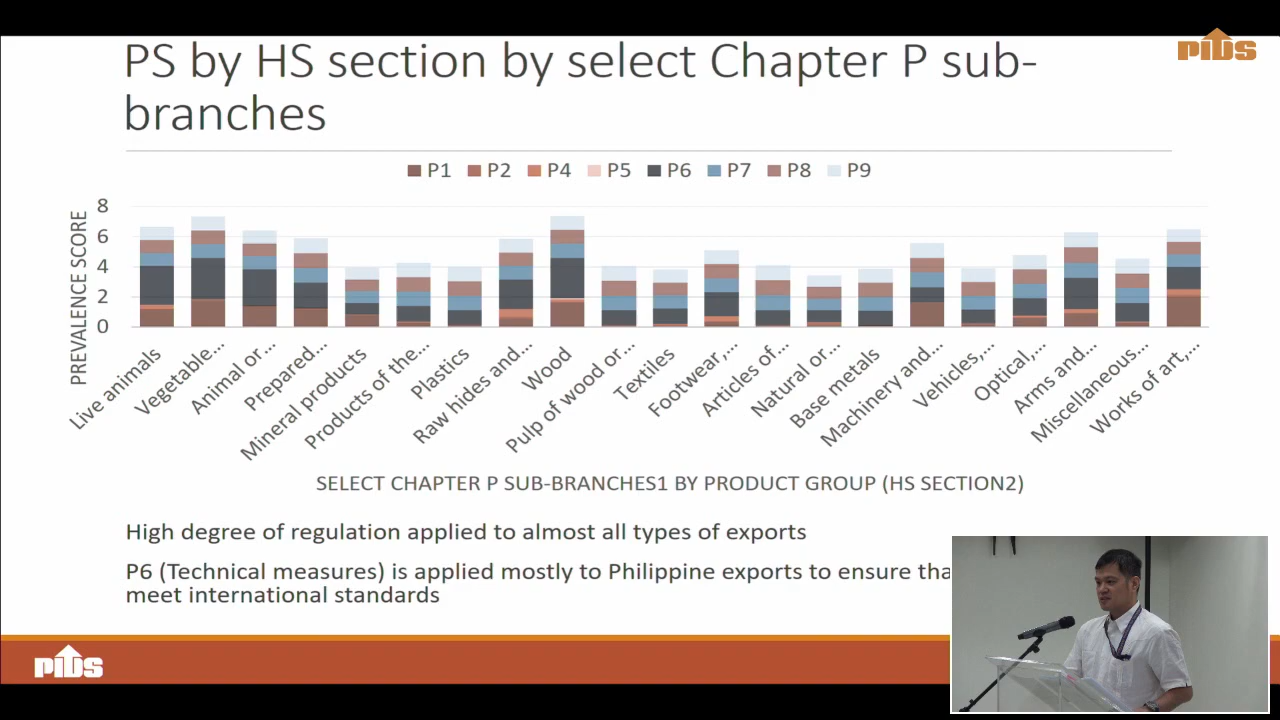 PS by HS section by select Chapter P sub-
branches
PIDS
P1 P2 P4 P5 P6 P7 P8 P9
PREVALENCE SCORE
8
6
4
2
0
Live animals
Vegetable...
Animal or...
Prepared...
Mineral products
Products of the...
Plastics
Raw hides and...
Wood
Pulp of wood or...
Textiles
Footwear,...
Articles of...
Natural or...
Base metals
Machinery and...
Vehicles,...
Optical,...
Arms and...
Miscellaneous...
Works of art,...
SELECT CHAPTER P SUB-BRANCHES1 BY PRODUCT GROUP (HS SECTION2)
High degree of regulation applied to almost all types of exports
P6 (Technical measures) is applied mostly to Philippine exports to ensure tha
meet international standards
PIDS